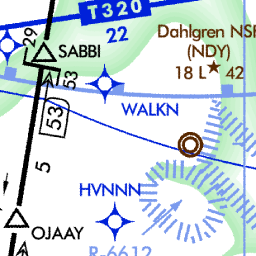 T320
22
29
SABBI
Dahlgren NSF
(NDY)
18 L 42
53
WALKN
53
5
HVNNN
OJAAY
R-6612